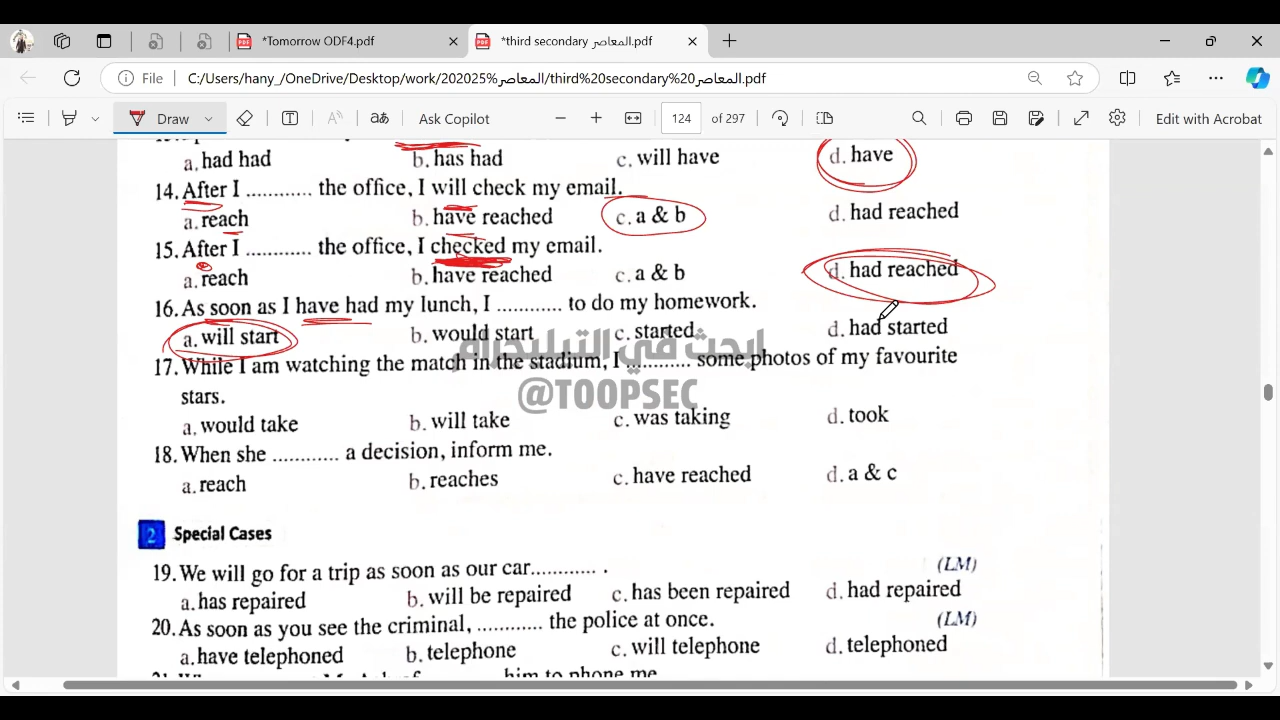 *Tomorrow ODF4.pdf
*third secondary المعاصر.pdf
File
C:/Users/hany_/OneDrive/Desktop/work/202025%المعاصر/third%20secondary%20المعاصر.pdf
Draw
Ask Copilot
124 of 297
Edit with Acrobat
a. had had b. has had c. will have d. have
14. After I ............ the office, I will check my email.
a. reach b. have reached c. a & b d. had reached
15. After I ............ the office, I checked my email.
a. reach b. have reached c. a & b d. had reached
16. As soon as I have had my lunch, I ............ to do my homework.
a. will start b. would start c. started d. had started
ابحث في التيليجرام
17. While I am watching the match in the stadium, I ............ some photos of my favourite
stars.
@TOOPSEC
a. would take b. will take c. was taking d. took
18. When she ............ a decision, inform me.
a. reach b. reaches c. have reached d. a & c
2 Special Cases
19. We will go for a trip as soon as our car............ . (LM)
a. has repaired b. will be repaired c. has been repaired d. had repaired
20. As soon as you see the criminal, ............ the police at once. (LM)
a. have telephoned b. telephone c. will telephone d. telephoned
him to phone me